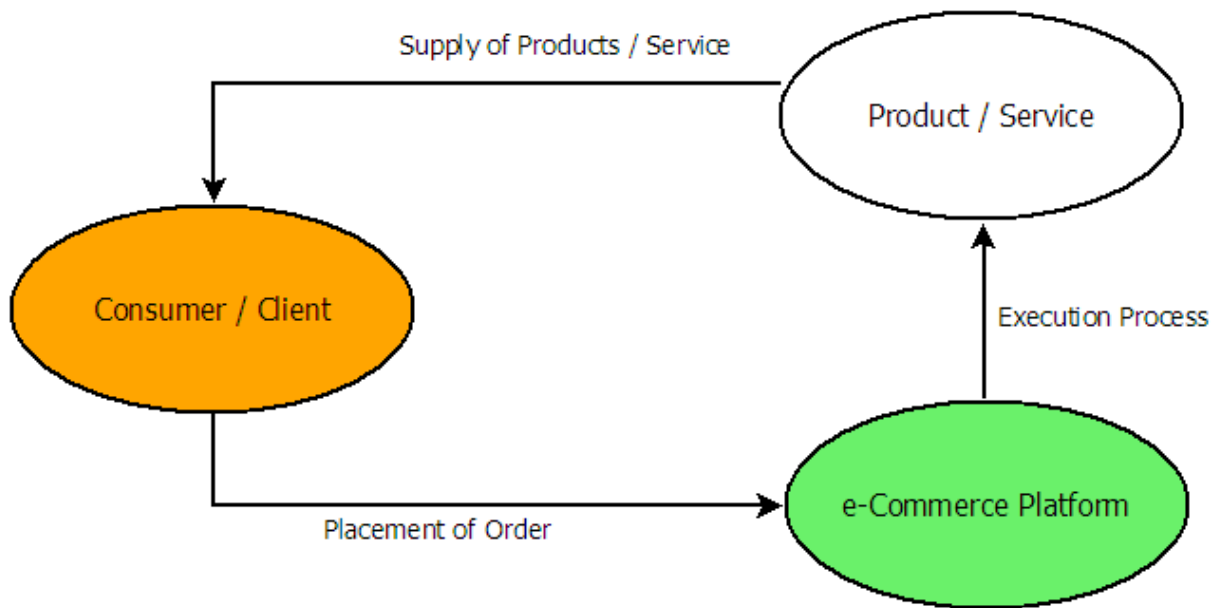 Supply of Products / Service
Product / Service
Consumer / Client
Execution Process
e-Commerce Platform
Placement of Order